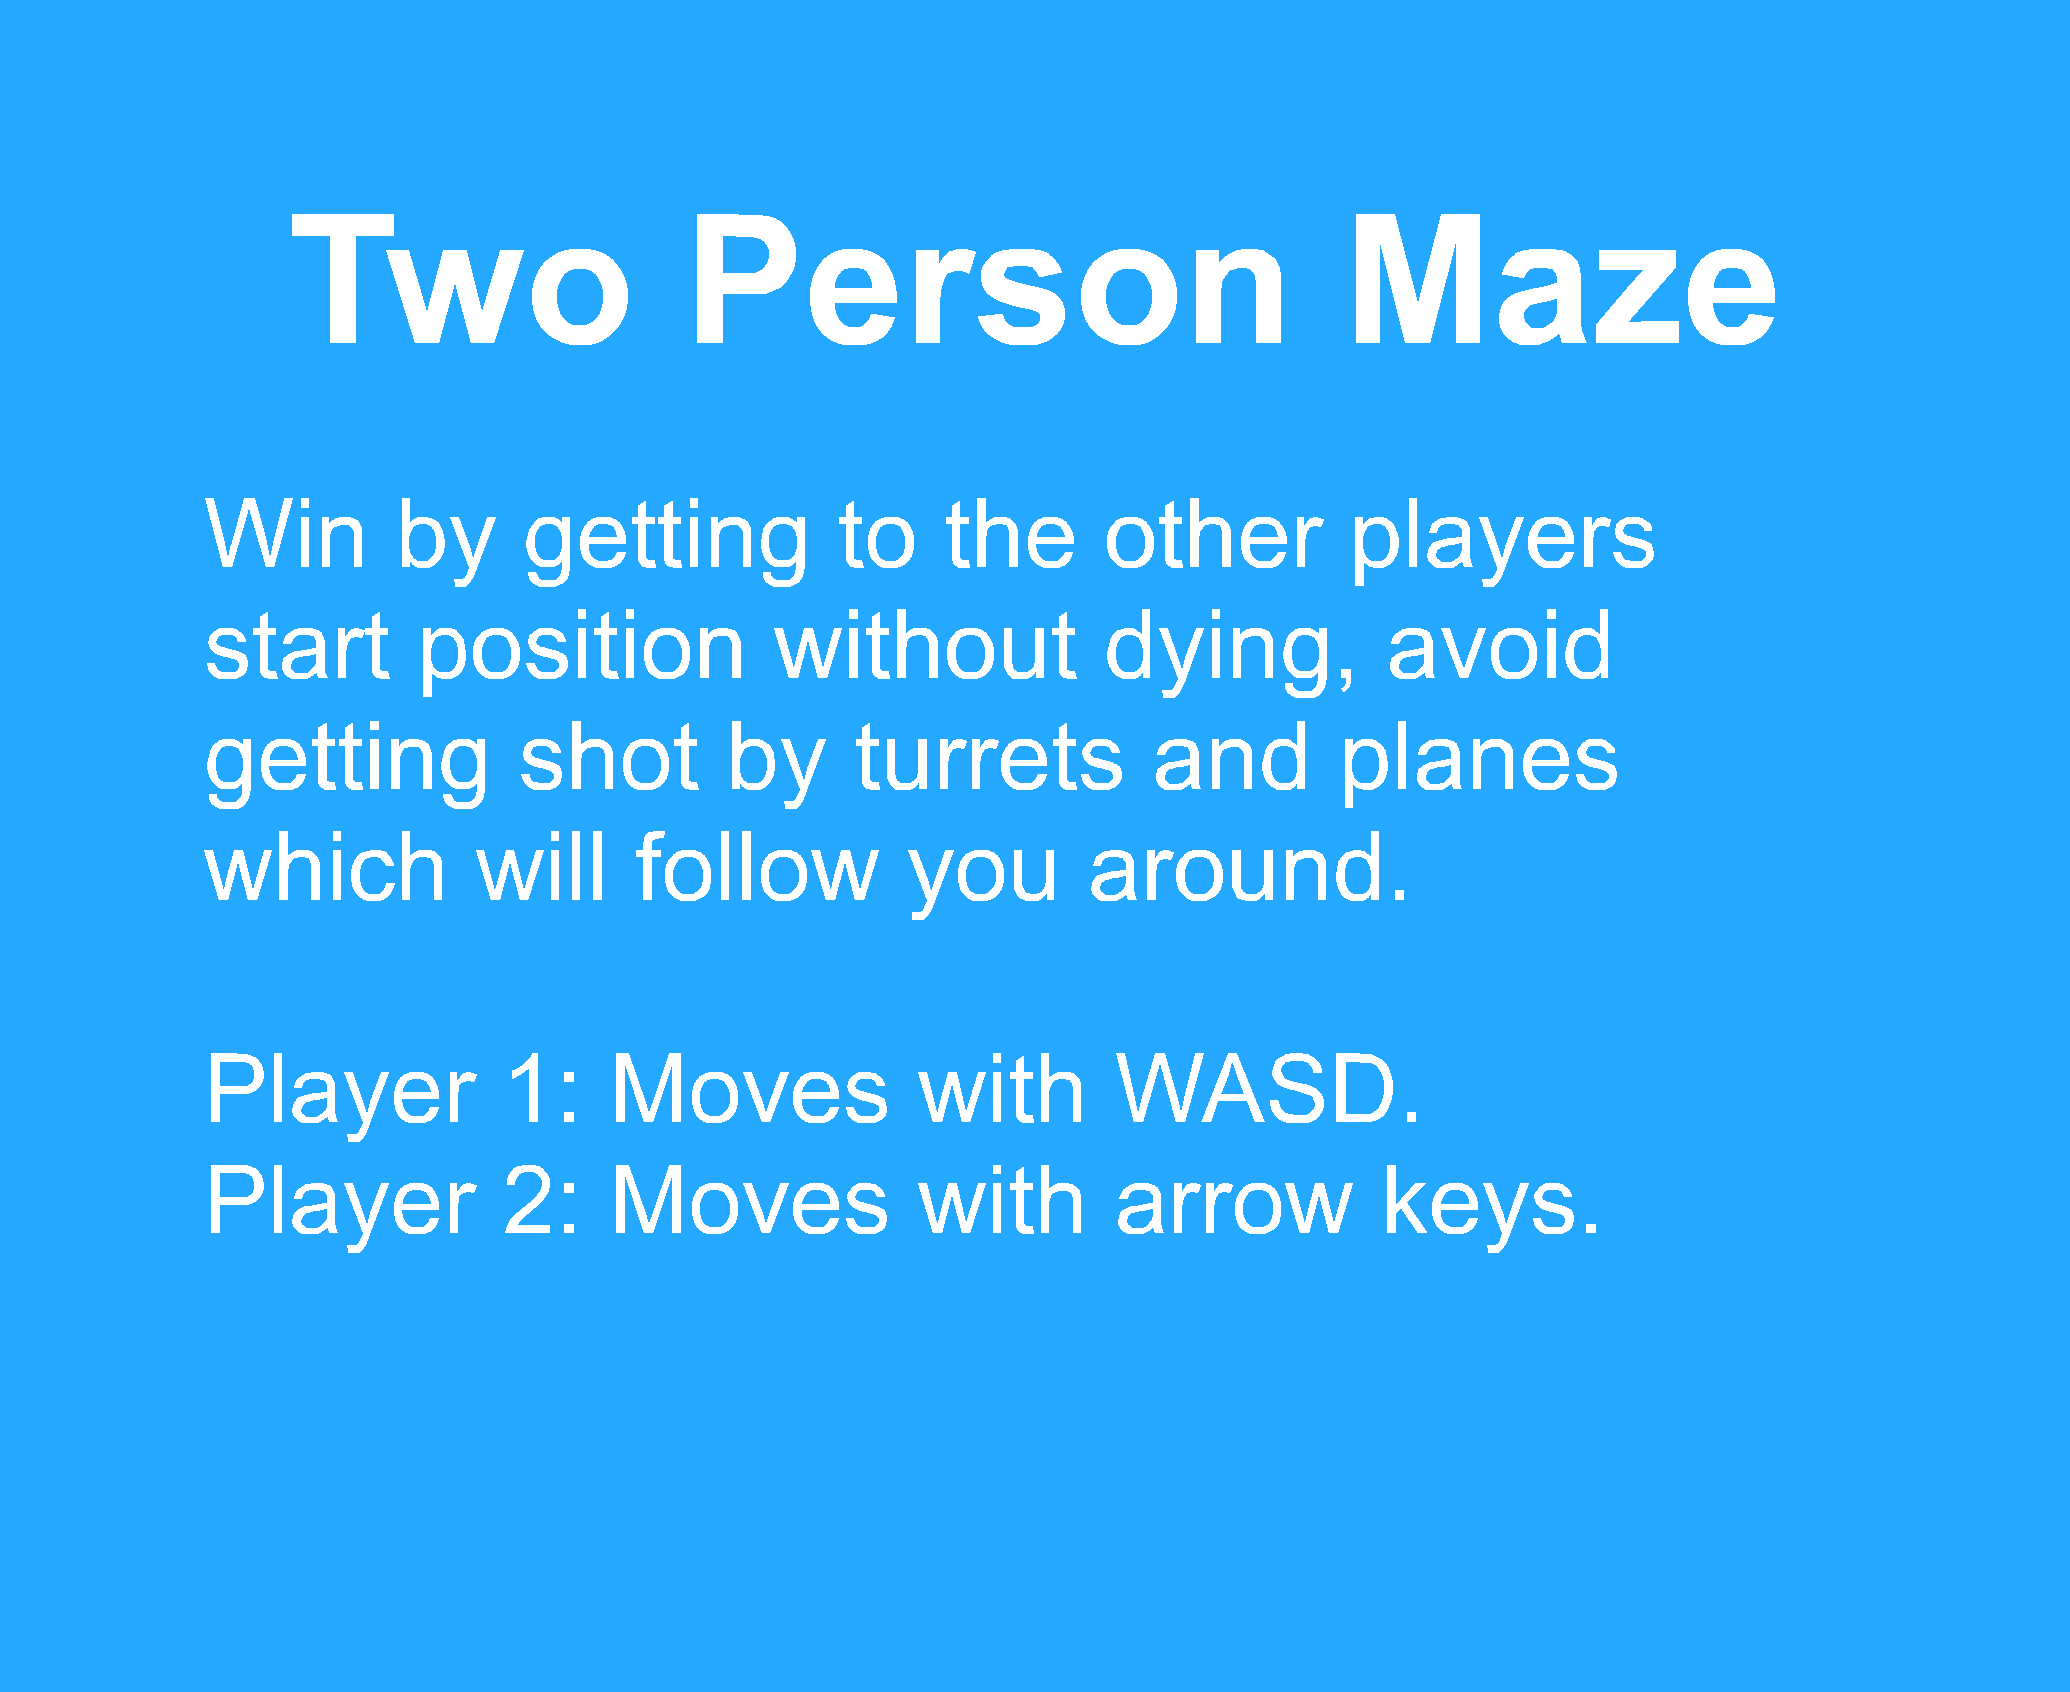 Two Person Maze
Win by getting to the other players
start position without dying, avoid
getting shot by turrets and planes
which will follow you around.
Player 1: Moves with WASD.
Player 2: Moves with arrow keys.